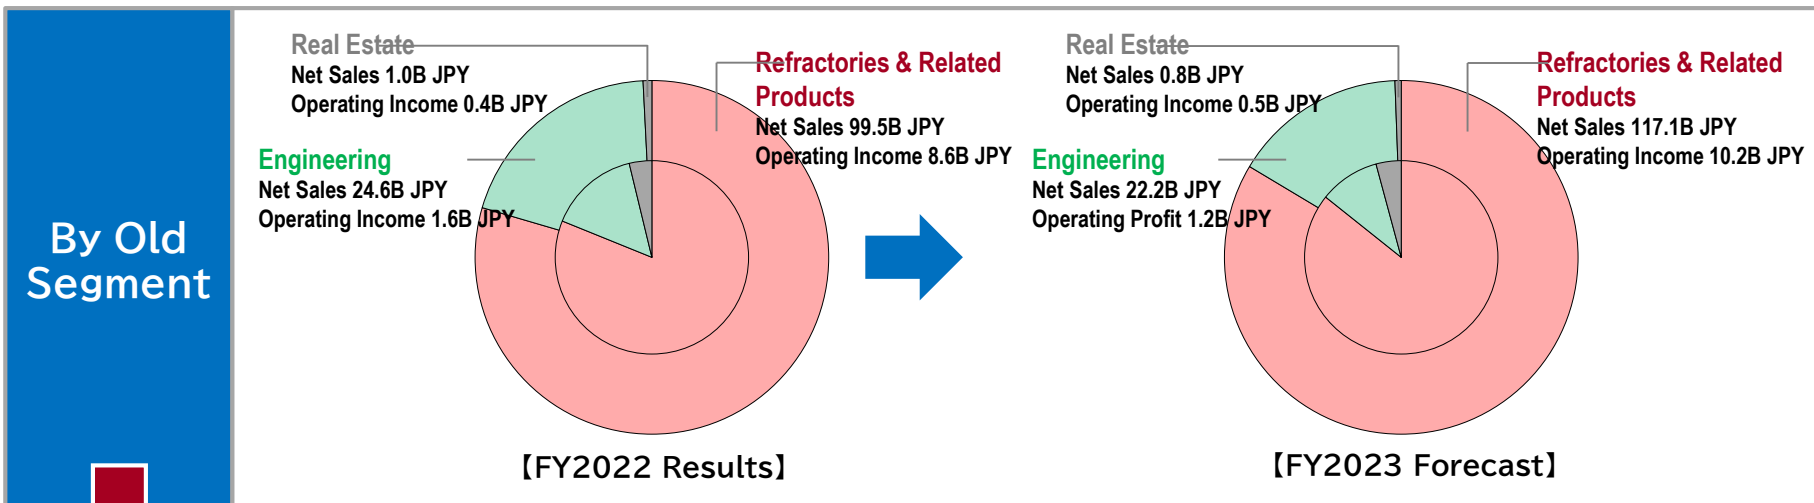 By Old
Segment
Real Estate
Net Sales 1.0B JPY
Operating Income 0.4B JPY
Engineering
Net Sales 24.6B JPY
Operating Income 1.6B JPY
Refractories & Related
Products
Net Sales 99.5B JPY
Operating Income 8.6B JPY
【FY2022 Results】
Real Estate
Net Sales 0.8B JPY
Operating Income 0.5B JPY
Engineering
Net Sales 22.2B JPY
Operating Profit 1.2B JPY
Refractories & Related
Products
Net Sales 117.1B JPY
Operating Income 10.2B JPY
【FY2023 Forecast】